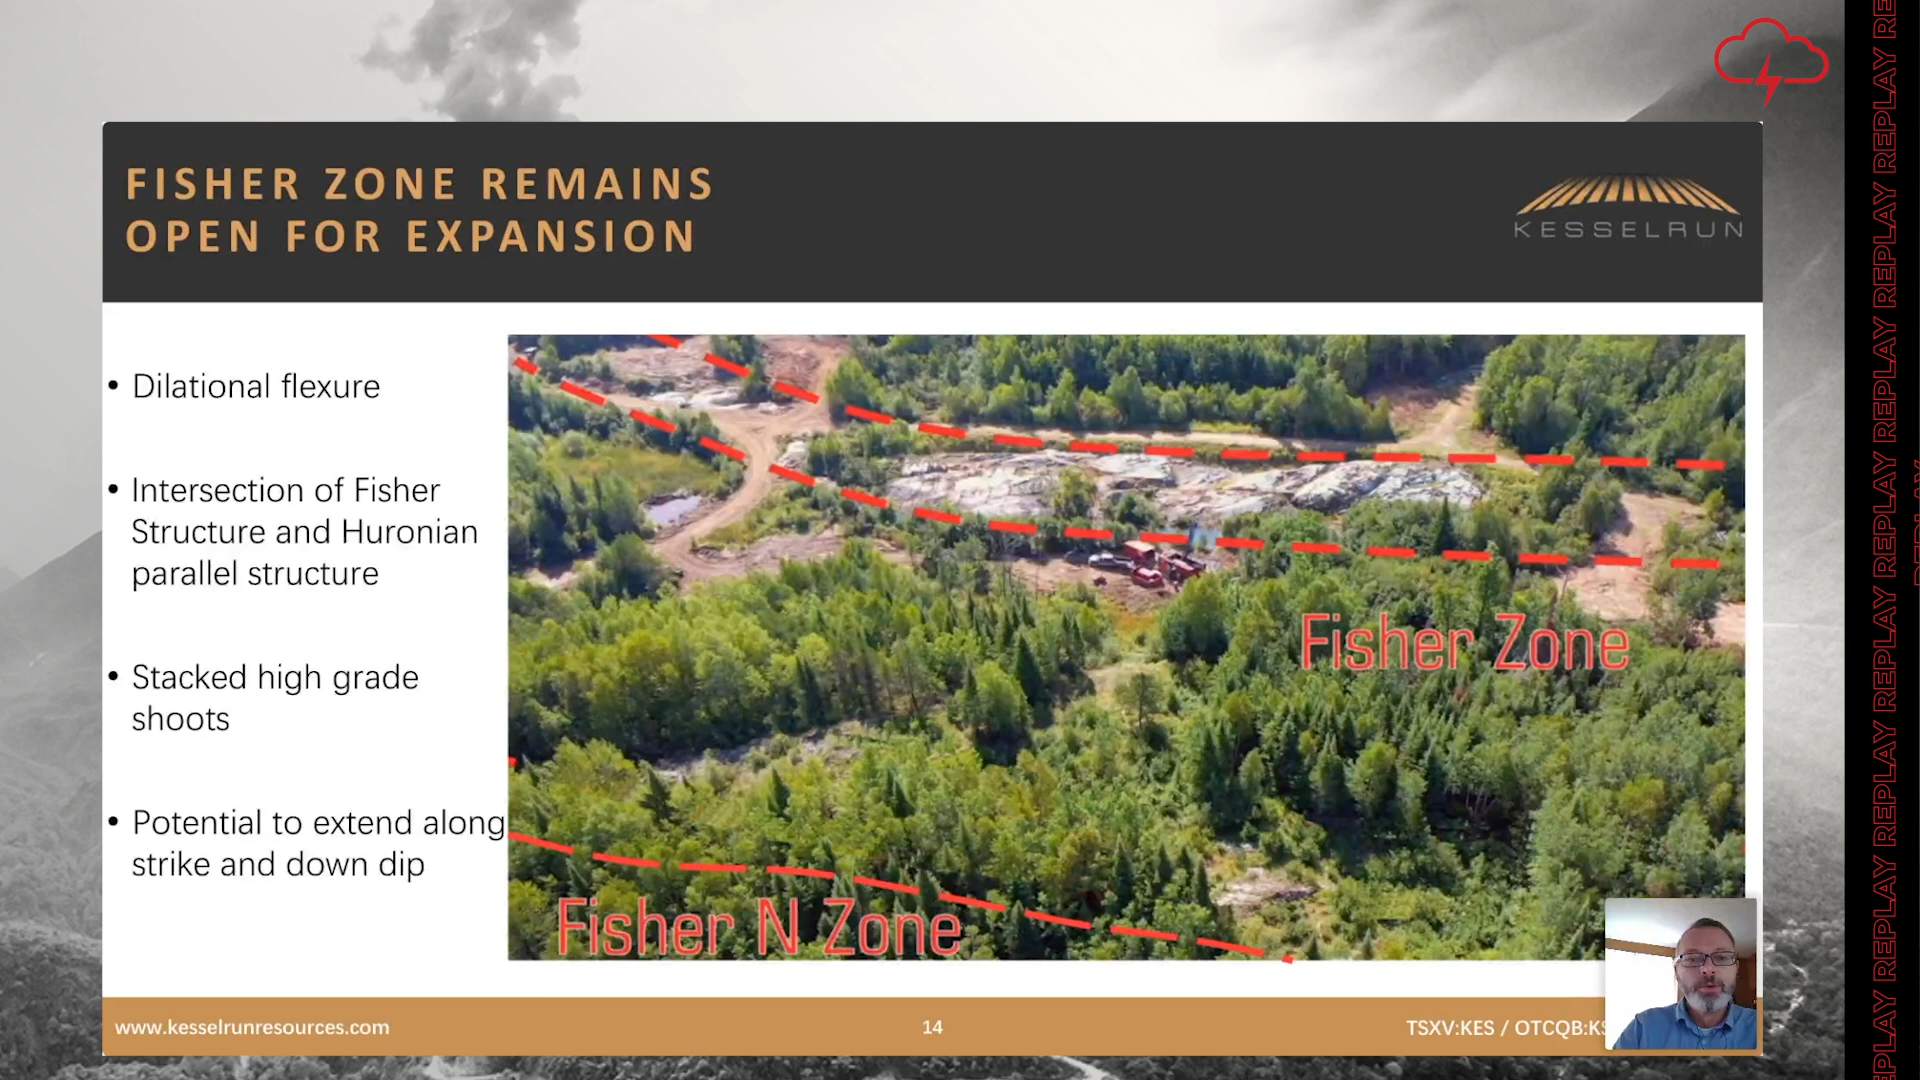 FISHER ZONE REMAINS
OPEN FOR EXPANSION
KESSELRUN
• Dilational flexure
• Intersection of Fisher
Structure and Huronian
parallel structure
• Stacked high grade
shoots
• Potential to extend along
strike and down dip
Fisher Zone
Fisher N Zone
www.kesselrunresources.com
14
TSXV:KES / OTCQB:
REPLAY REPLAY REPLAY REPLAY REPLAY REPLAY REPLAY REPLAY REPLAY
REPLAY